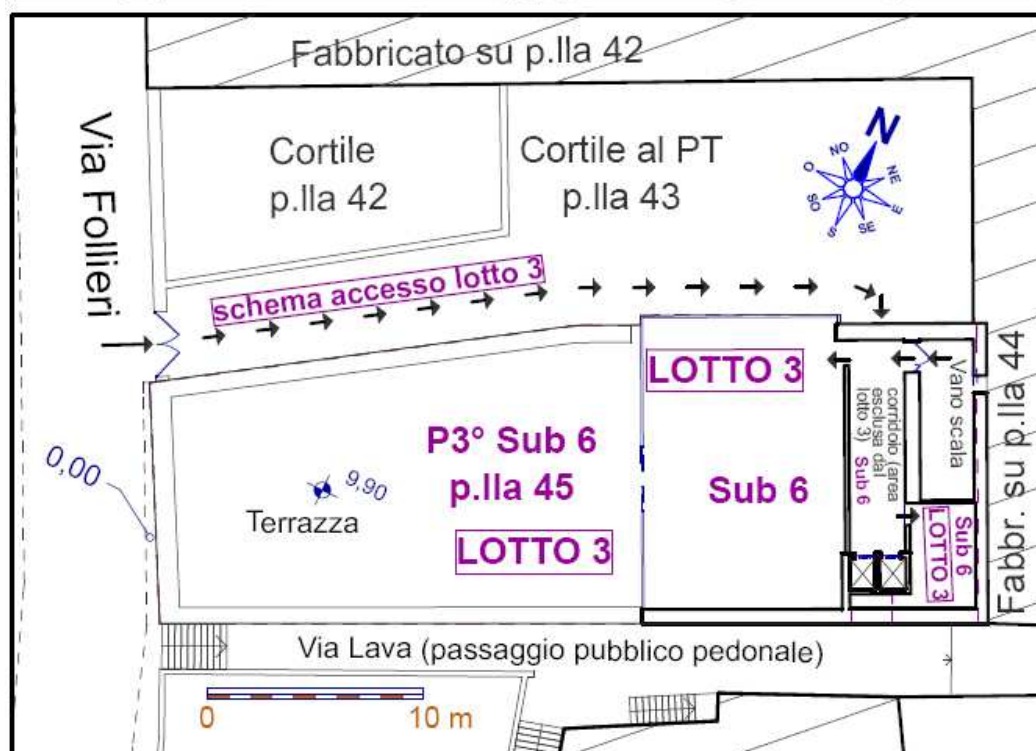 Fabbricato su p.lla 42
Via Follieri
Cortile
p.lla 42
Cortile al PT
p.lla 43
N
NO
NE
O
E
SO
SE
S
schema accesso lotto 3
LOTTO 3
Vano scala
corridoio (area
esclusa dal
lotto 3) Sub 6
Fabbr. su p.lla 44
P3° Sub 6
p.lla 45
Sub 6
0,00
9,90
Terrazza
LOTTO 3
Sub 6
LOTTO 3
Via Lava (passaggio pubblico pedonale)
0
10 m